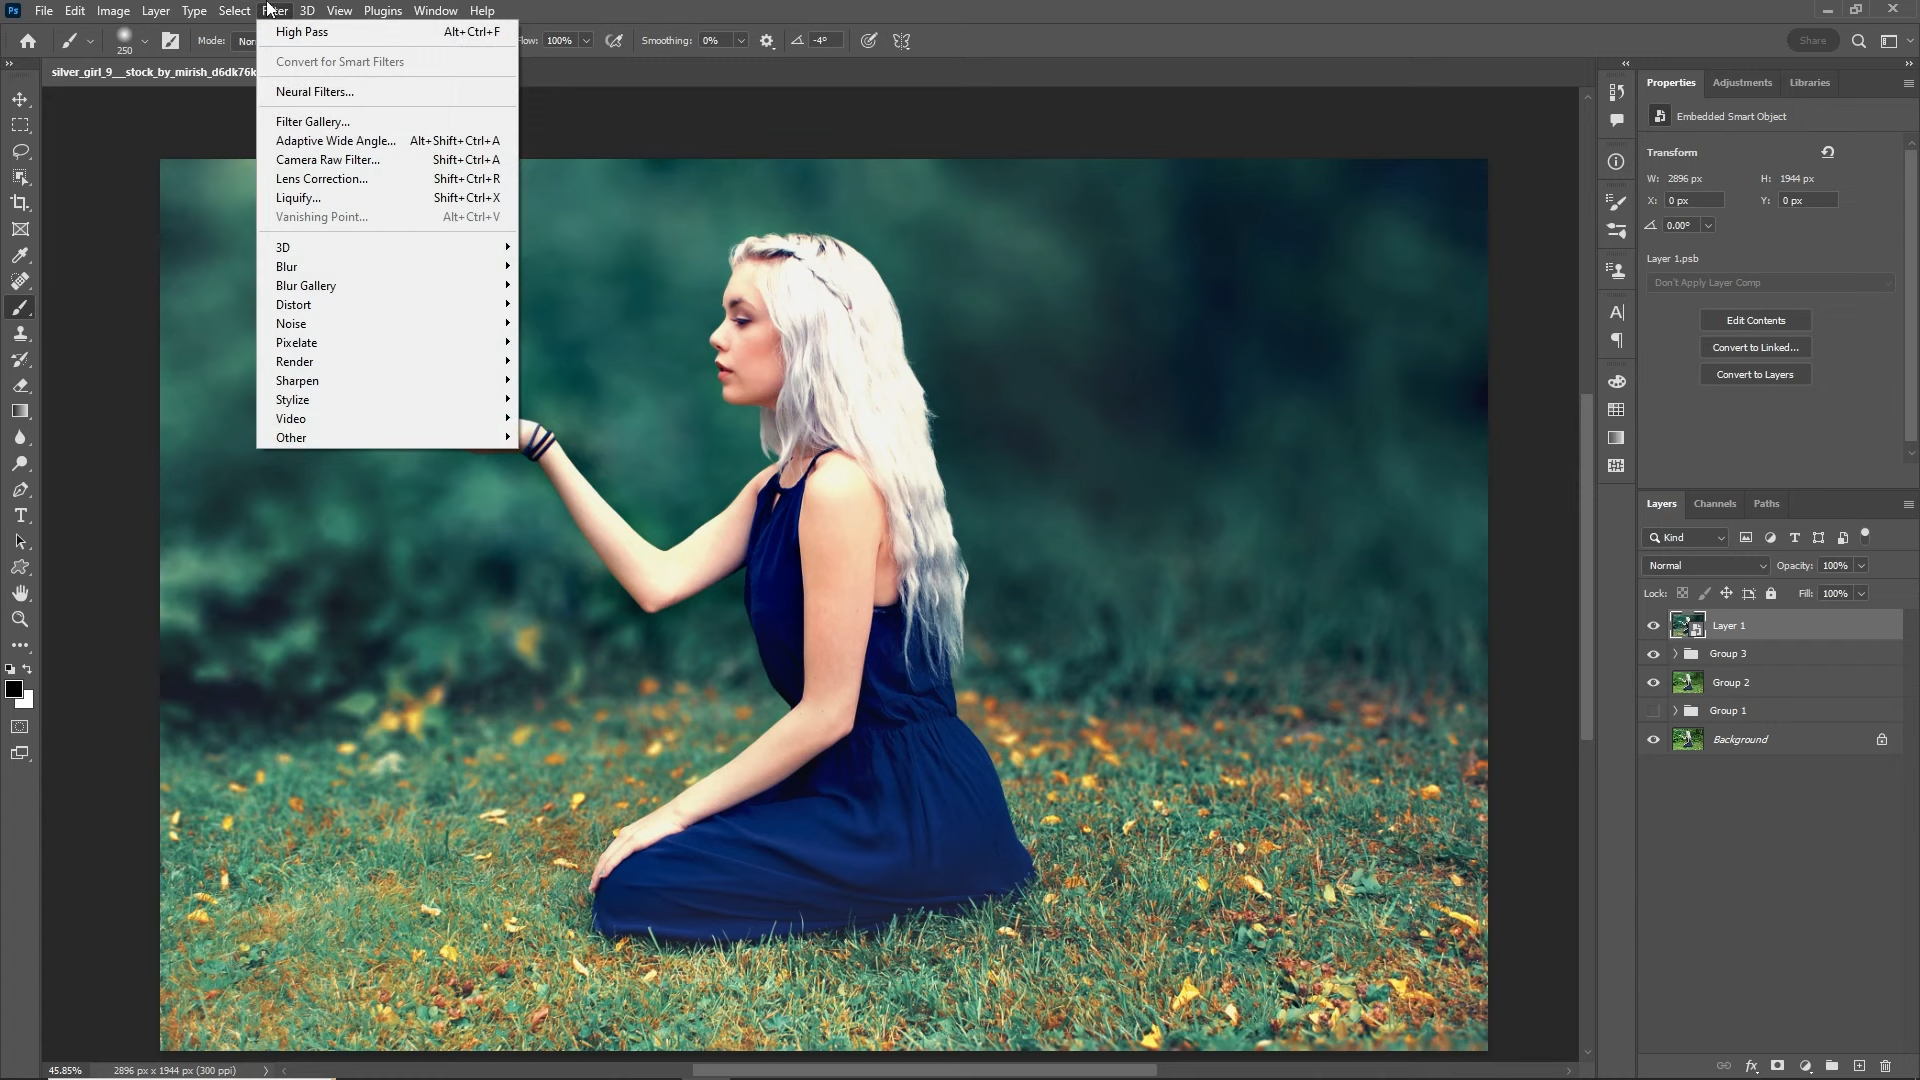 Ps File Edit Image Layer Type Select Filter 3D View Plugins Window Help
250 Mode: Flow: 100% Smoothing: 0% -4° Share
silver_girl_9__stock_by_mirish_d6dk76k
High Pass Alt+Ctrl+F
Convert for Smart Filters
Neural Filters...
Filter Gallery...
Adaptive Wide Angle... Alt+Shift+Ctrl+A
Camera Raw Filter... Shift+Ctrl+A
Lens Correction... Shift+Ctrl+R
Liquify... Shift+Ctrl+X
Vanishing Point... Alt+Ctrl+V
3D
Blur
Blur Gallery
Distort
Noise
Pixelate
Render
Sharpen
Stylize
Video
Other
Properties Adjustments Libraries
Embedded Smart Object
Transform
W: 2896 px H: 1944 px
X: 0 px Y: 0 px
0.00°
Layer 1.psb
Don't Apply Layer Comp
Edit Contents
Convert to Linked...
Convert to Layers
Layers Channels Paths
Kind
Normal Opacity: 100%
Lock: Fill: 100%
Layer 1
Group 3
Group 2
Group 1
Background
45.85% 2896 px x 1944 px (300 ppi)